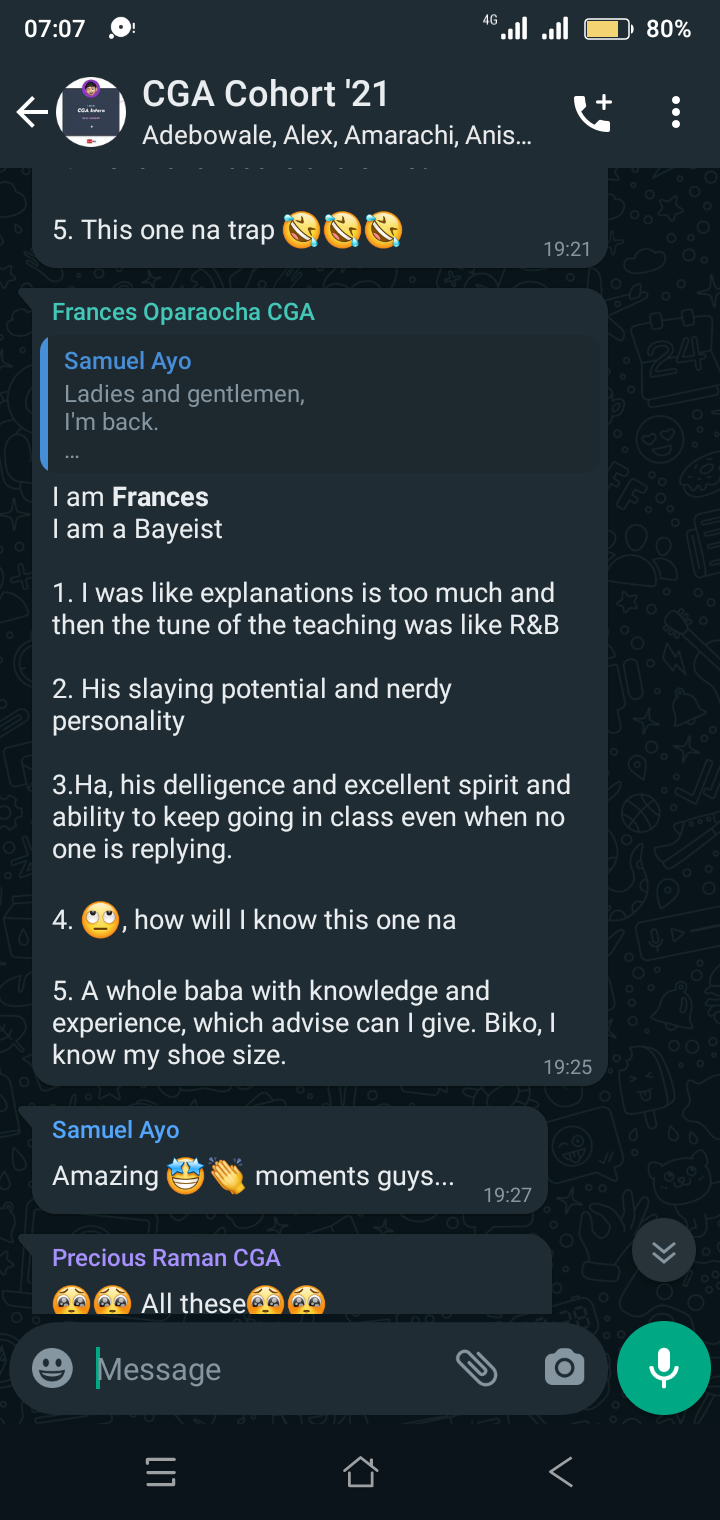 07:07
4G
80%
CGA Cohort '21
Adebowale, Alex, Amarachi, Anis...
5. This one na trap 🤣🤣🤣
19:21
Frances Oparaocha CGA
Samuel Ayo
Ladies and gentlemen,
I'm back.
...
I am Frances
I am a Bayeist
1. I was like explanations is too much and
then the tune of the teaching was like R&B
2. His slaying potential and nerdy
personality
3.Ha, his delligence and excellent spirit and
ability to keep going in class even when no
one is replying.
4. 🙄, how will I know this one na
5. A whole baba with knowledge and
experience, which advise can I give. Biko, I
know my shoe size.
19:25
Samuel Ayo
Amazing 🤩👏 moments guys...
19:27
Precious Raman CGA
🥺🥺 All these🥺🥺
Message